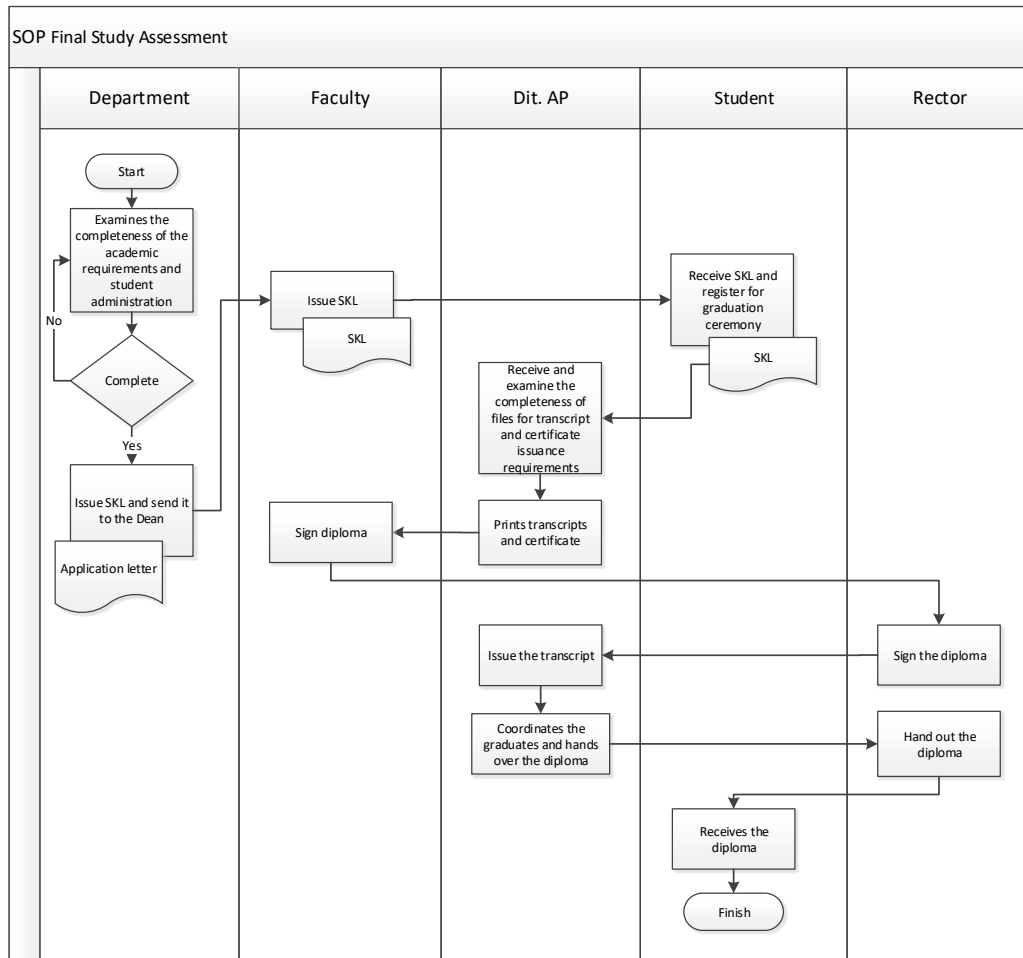 SOP Final Study Assessment
Department
Faculty
Dit. AP
Student
Rector
Start
Examines the
completeness of the
academic
requirements and
student
administration
No
Complete
Yes
Issue SKL and send it
to the Dean
Application letter
Issue SKL
SKL
Receive SKL and
register for
graduation
ceremony
SKL
Receive and
examine the
completeness of
files for transcript
and certificate
issuance
requirements
Prints transcripts
and certificate
Sign diploma
Sign the diploma
Issue the transcript
Coordinates the
graduates and hands
over the diploma
Hand out the
diploma
Receives the
diploma
Finish